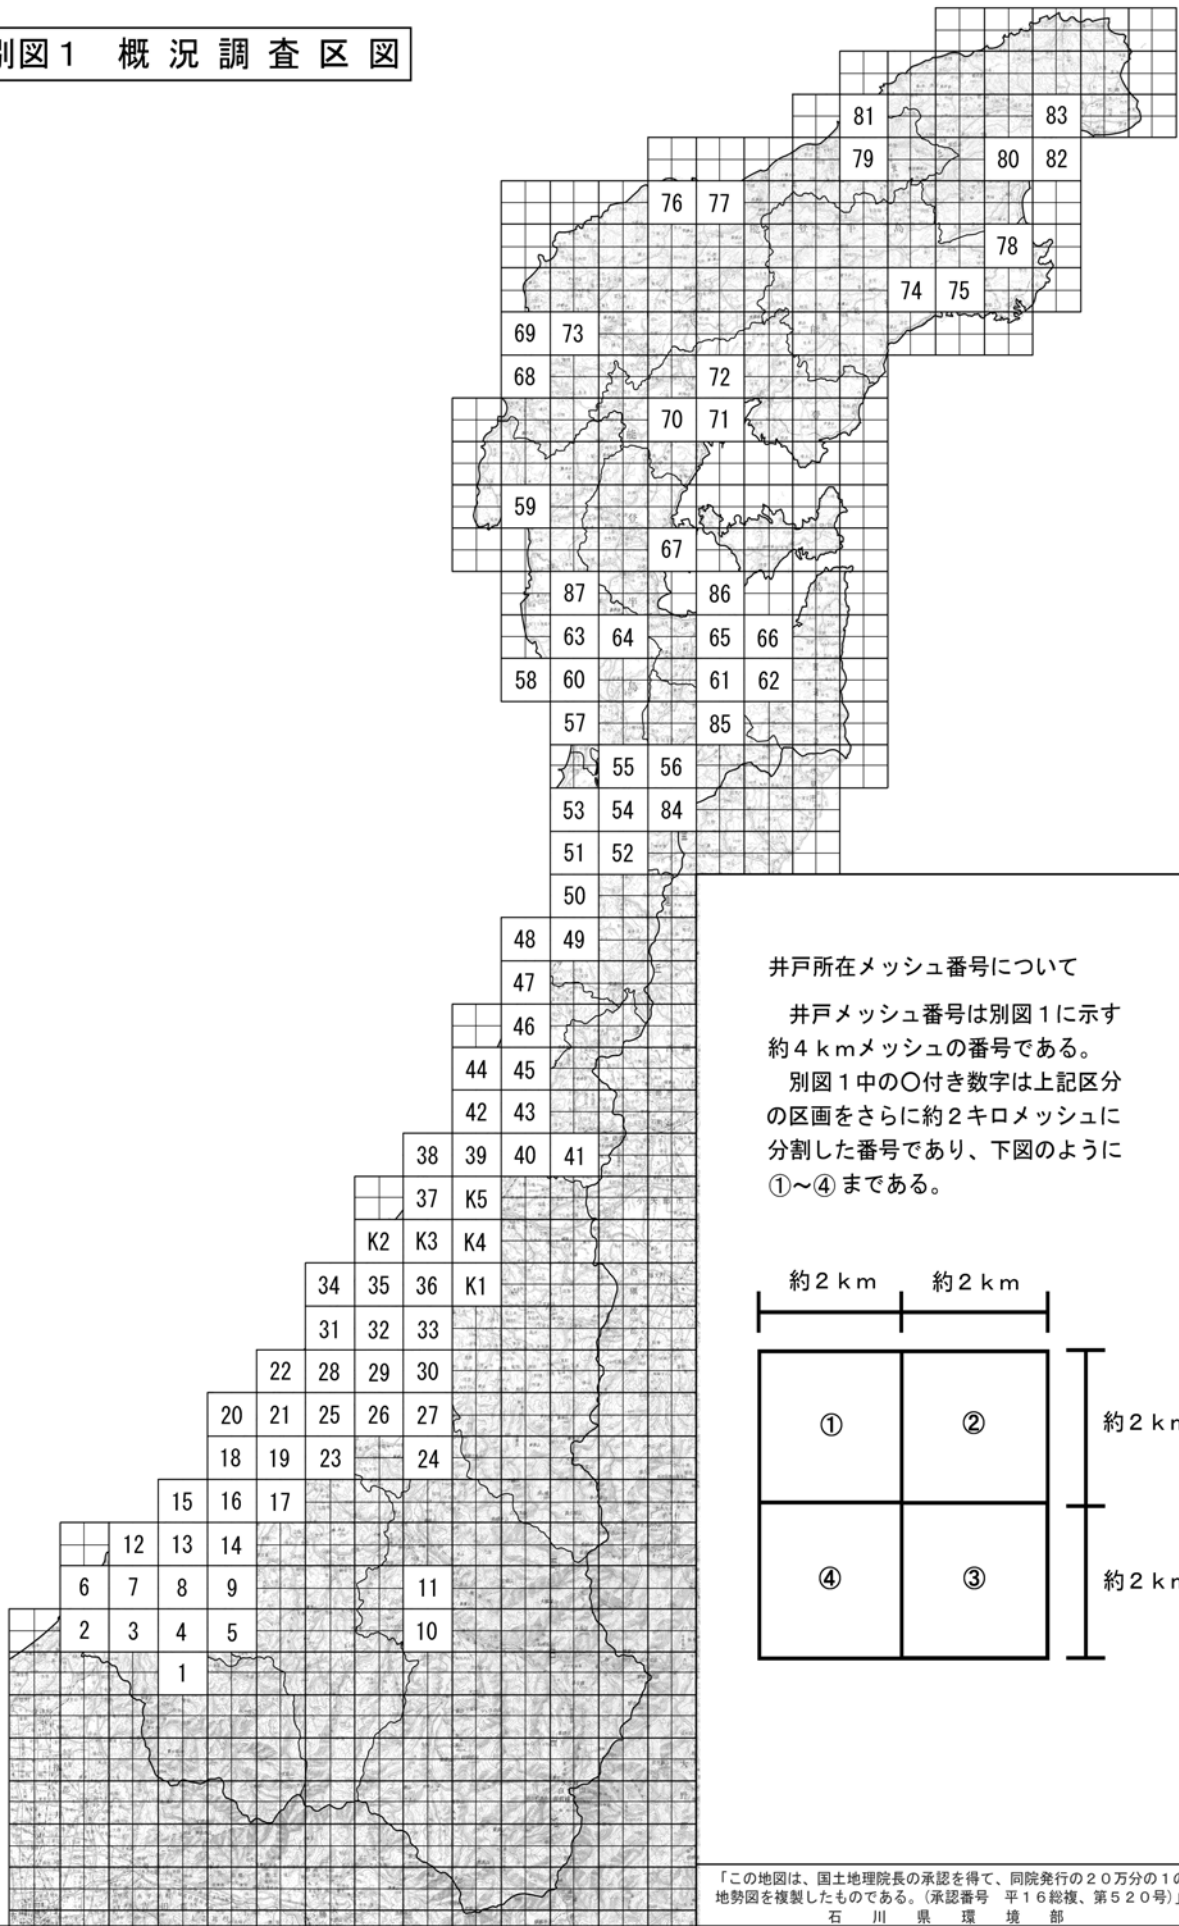 別図1 概況調査区図
81 83
79 80 82
76 77
78
74 75
69 73
68 72
70 71
59
67
87 86
63 64 65 66
58 60 61 62
57 85
55 56
53 54 84
51 52
50
48 49
47
46
44 45
42 43
38 39 40 41
37 K5
K2 K3 K4
34 35 36 K1
31 32 33
22 28 29 30
20 21 25 26 27
18 19 23 24
15 16 17
12 13 14
6 7 8 9 11
2 3 4 5 10
1
井戸所在メッシュ番号について
井戸メッシュ番号は別図1に示す
約4kmメッシュの番号である。
別図1中の〇付き数字は上記区分
の区画をさらに約2キロメッシュに
分割した番号であり、下図のように
①～④まである。
約2km 約2km
① ② 約2km
④ ③ 約2km
「この地図は、国土地理院長の承認を得て、同院発行の20万分の1の
地勢図を複製したものである。(承認番号 平16総複、第520号)」
石川県環境部